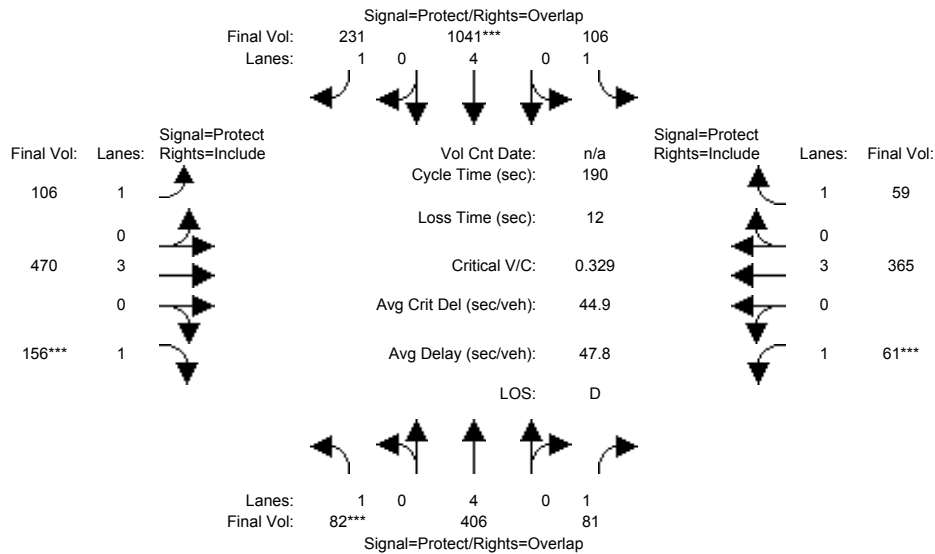 Signal=Protect/Rights=Overlap
Final Vol: 231 1041*** 106
Lanes: 1 0 4 0 1
Signal=Protect Signal=Protect
Final Vol: Lanes: Rights=Include Vol Cnt Date: n/a Rights=Include Lanes: Final Vol:
Cycle Time (sec): 190
106 1 1 59
Loss Time (sec): 12
0 0
470 3 Critical V/C: 0.329 3 365
0 Avg Crit Del (sec/veh): 44.9 0
156*** 1 Avg Delay (sec/veh): 47.8 1 61***
LOS: D
Lanes: 1 0 4 0 1
Final Vol: 82*** 406 81
Signal=Protect/Rights=Overlap